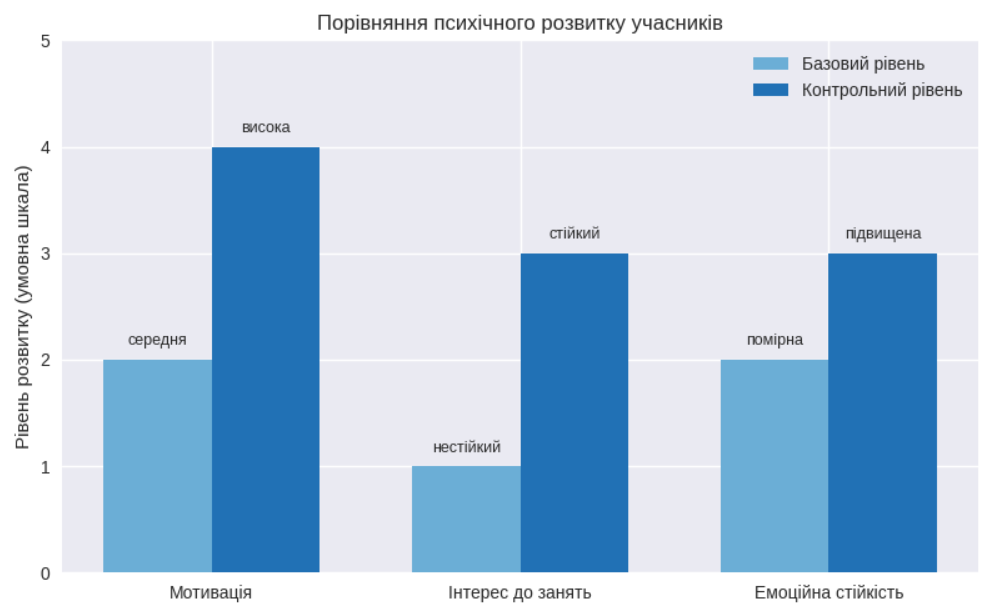 Порівняння психічного розвитку учасників
Базовий рівень
Контрольний рівень
Рівень розвитку (умовна шкала)
5
4
3
2
1
0
висока
стійкий
підвищена
середня
помірна
нестійкий
Мотивація
Інтерес до занять
Емоційна стійкість